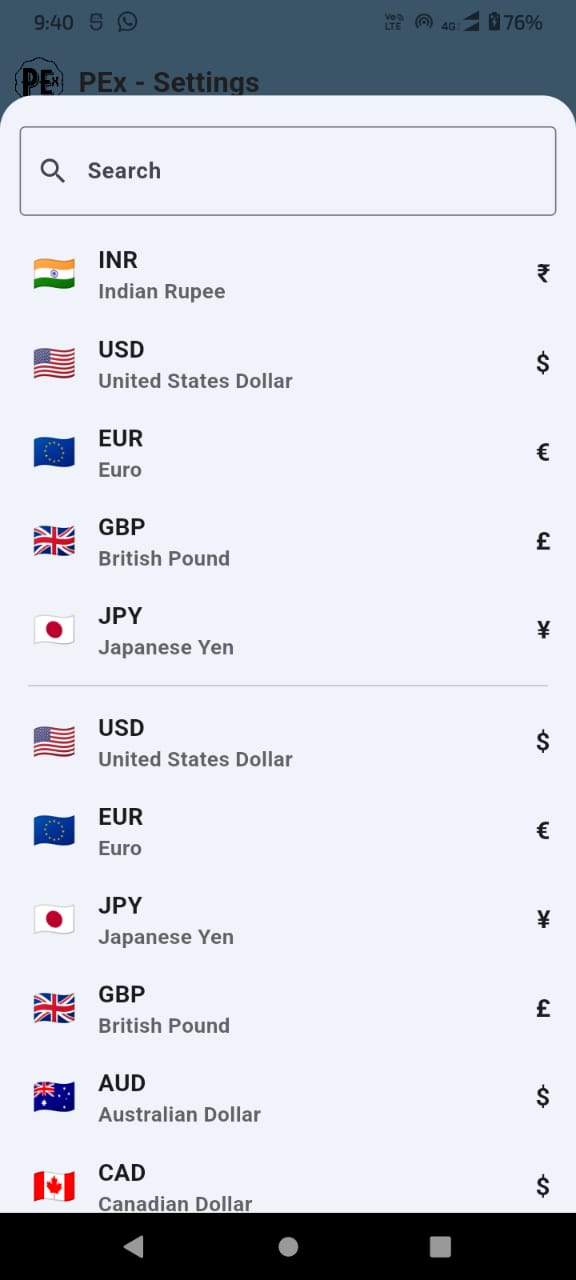 9:40 Vo LTE 4G 76%
PEx PEx - Settings
Search
INR
Indian Rupee ₹
USD
United States Dollar $
EUR
Euro €
GBP
British Pound £
JPY
Japanese Yen ¥
USD
United States Dollar $
EUR
Euro €
JPY
Japanese Yen ¥
GBP
British Pound £
AUD
Australian Dollar $
CAD
Canadian Dollar $